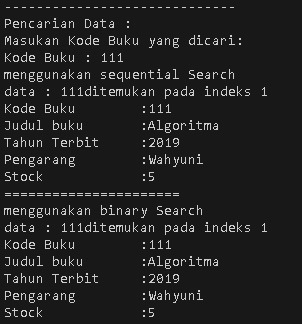 -----------------------------
Pencarian Data :
Masukan Kode Buku yang dicari:
Kode Buku : 111
menggunakan sequential Search
data : 111ditemukan pada indeks 1
Kode Buku        :111
Judul buku       :Algoritma
Tahun Terbit     :2019
Pengarang        :Wahyuni
Stock            :5
======================
menggunakan binary Search
data : 111ditemukan pada indeks 1
Kode Buku        :111
Judul buku       :Algoritma
Tahun Terbit     :2019
Pengarang        :Wahyuni
Stock            :5